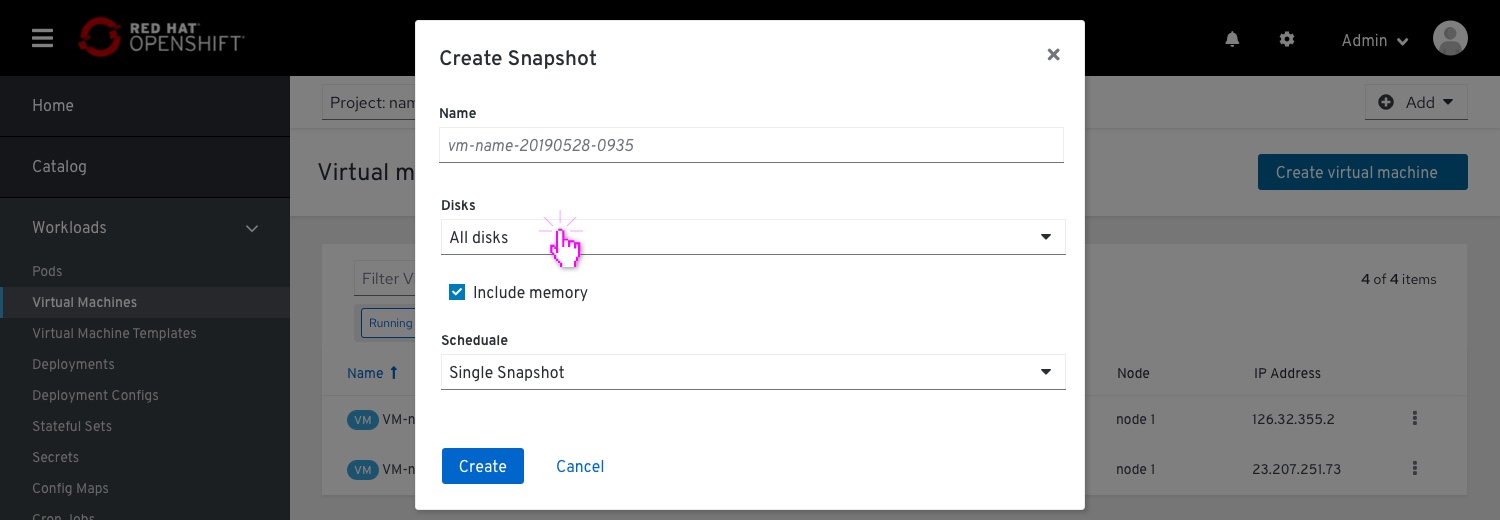 RED HAT
OPENSHIFT
Admin
Home
Catalog
Workloads
Pods
Virtual Machines
Virtual Machine Templates
Deployments
Deployment Configs
Stateful Sets
Secrets
Config Maps
Cron Jobs
Project: nam
Add
Virtual m
Create virtual machine
Filter V
4 of 4 items
Running
Name
Node
IP Address
VM VM-n
node 1
126.32.355.2
VM VM-n
node 1
23.207.251.73
Create Snapshot
Name
vm-name-20190528-0935
Disks
All disks
Include memory
Scheduale
Single Snapshot
Create
Cancel